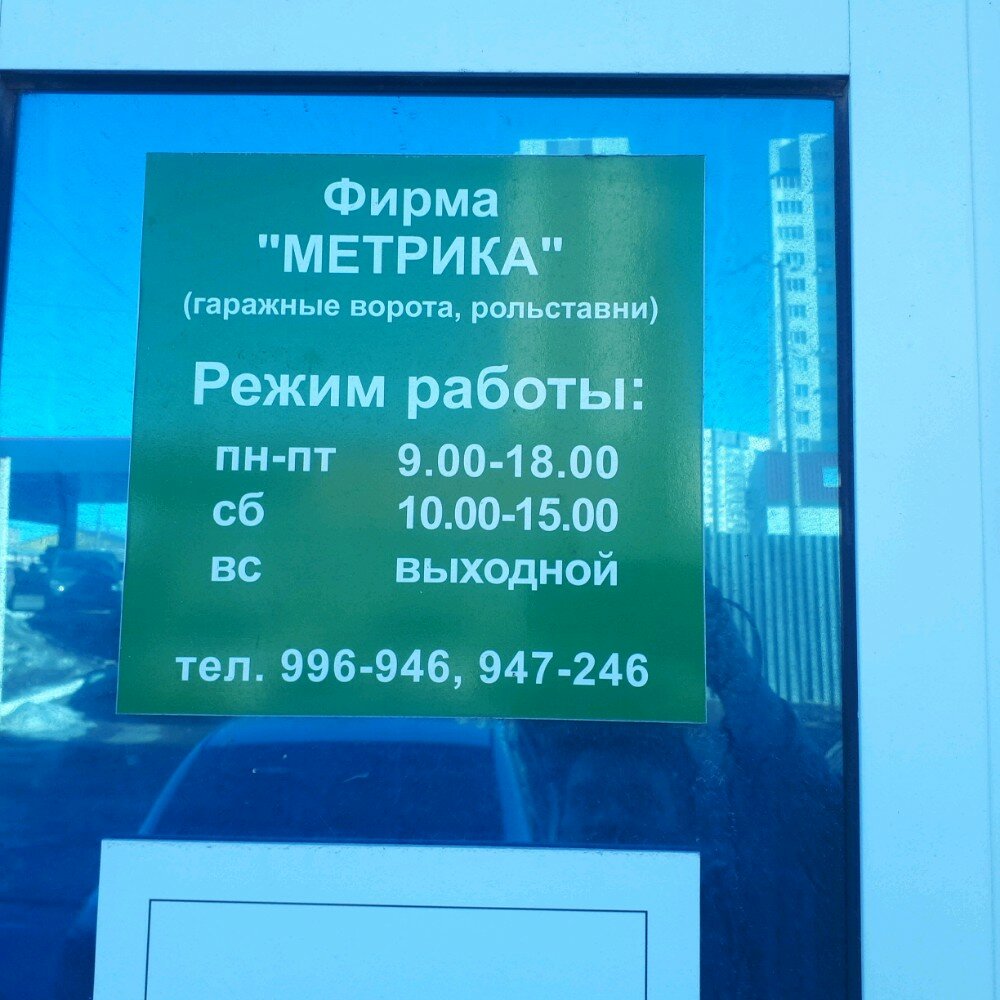 Фирма
"МЕТРИКА"
(гаражные ворота, рольставни)
Режим работы:
пн-пт 9.00-18.00
сб 10.00-15.00
вс выходной
тел. 996-946, 947-246